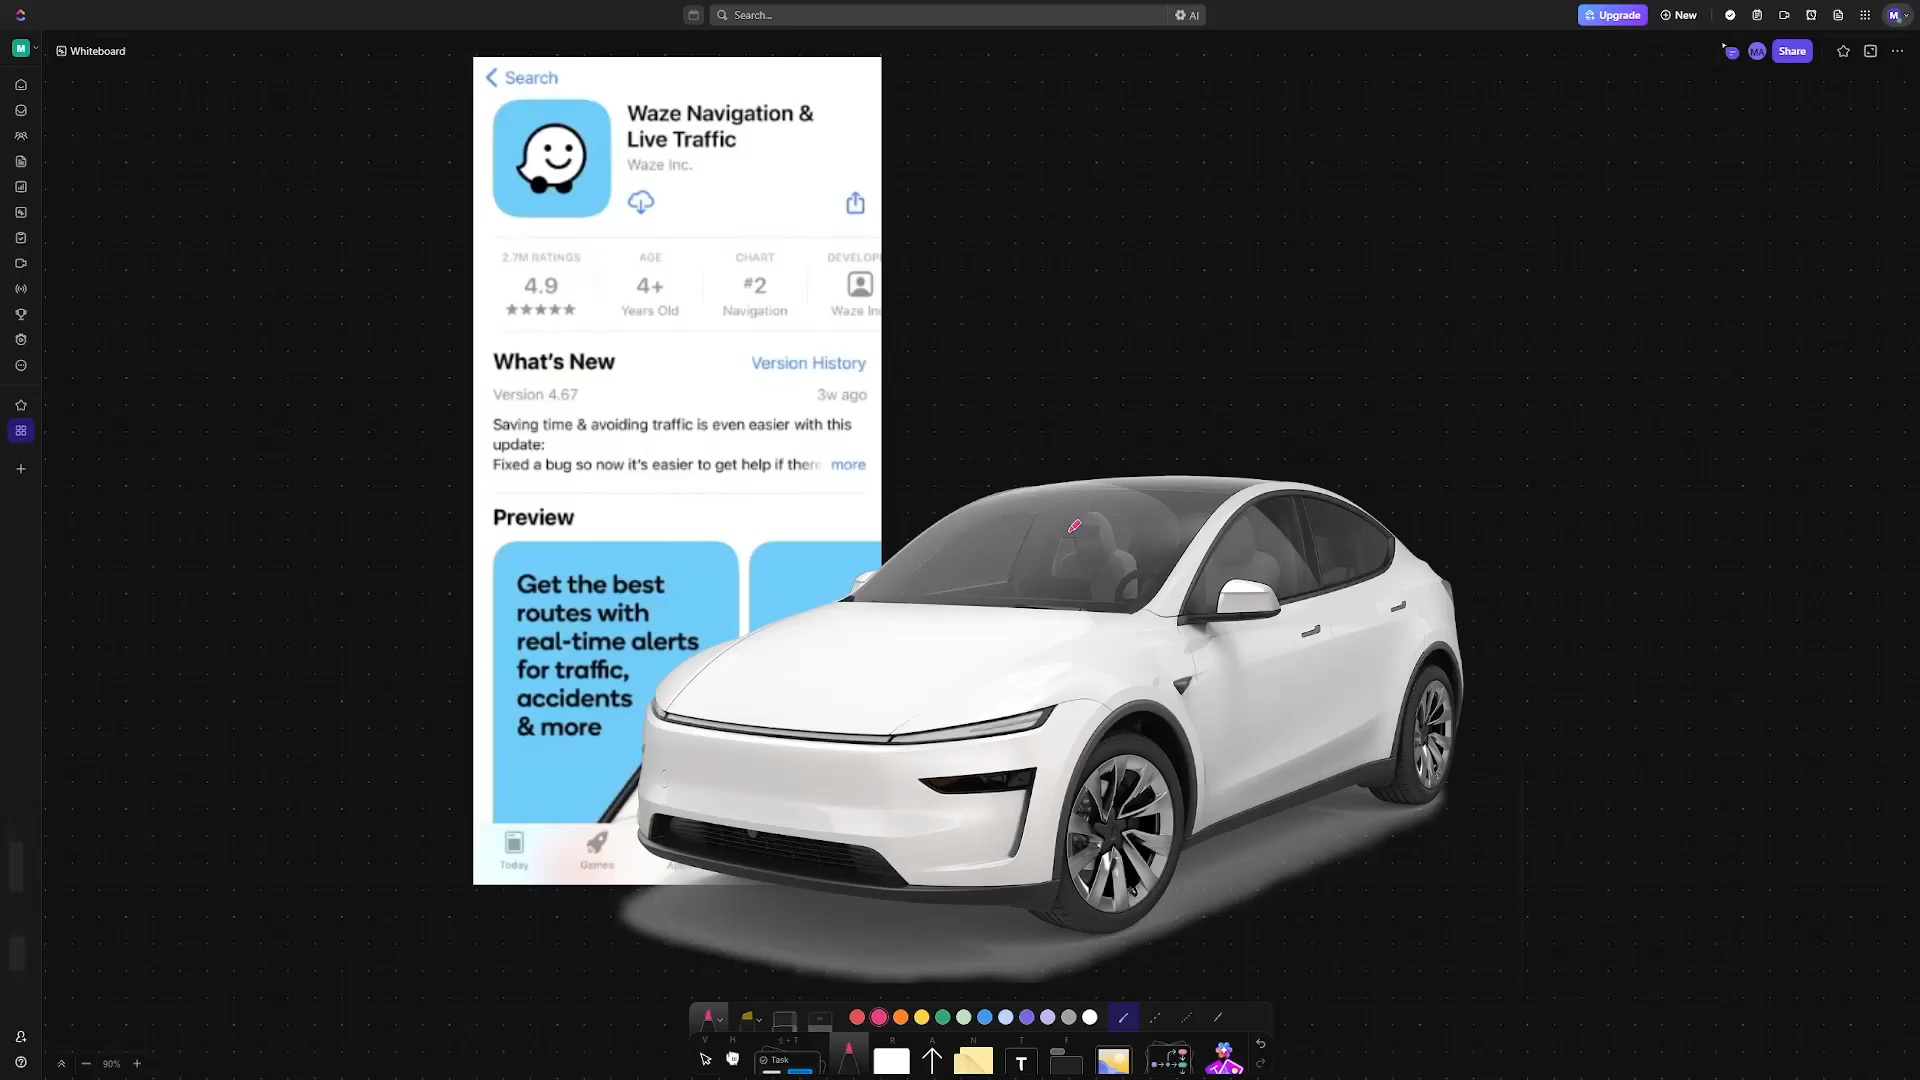 Search...
AI
Upgrade
New
M
M
Whiteboard
MA
Share
Search
Waze Navigation &
Live Traffic
Waze Inc.
2.7M RATINGS
AGE
CHART
4.9
4+
#2
Years Old
Navigation
Waze
What's New
Version History
Version 4.67
3w ago
Saving time & avoiding traffic is even easier with this
update:
Fixed a bug so now it's easier to get help if there
more
Preview
Get the best
routes with
real-time alerts
for traffic,
accidents
& more
Today
Games
V
H
R
A
N
T
F
Task
T
90%